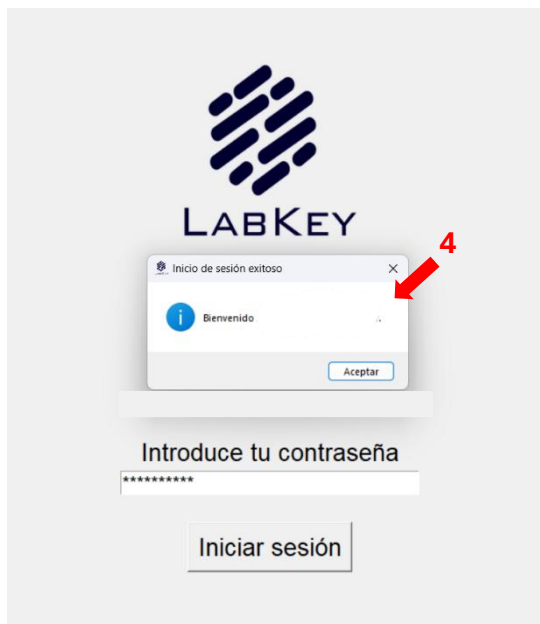 LABKEY
4
Inicio de sesión exitoso
Bienvenido
Aceptar
Introduce tu contraseña
**********
Iniciar sesión